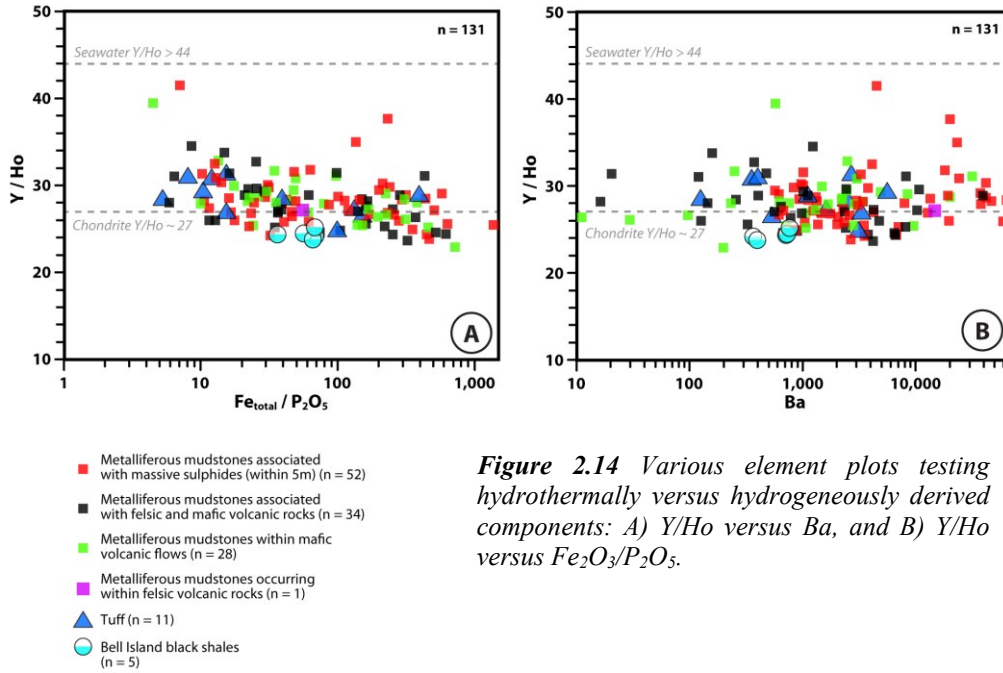 50
40
30
20
10
Y / Ho
n = 131
Seawater Y/Ho > 44
Chondrite Y/Ho ~ 27
A
1
10
100
1,000
Fetotal / P2O5
50
40
30
20
10
Y / Ho
n = 131
Seawater Y/Ho > 44
Chondrite Y/Ho ~ 27
B
10
100
1,000
10,000
Ba
Metalliferous mudstones associated
with massive sulphides (within 5m) (n = 52)
Metalliferous mudstones associated
with felsic and mafic volcanic rocks (n = 34)
Metalliferous mudstones within mafic
volcanic flows (n = 28)
Metalliferous mudstones occurring
within felsic volcanic rocks (n = 1)
Tuff (n = 11)
Bell Island black shales
(n = 5)
Figure 2.14 Various element plots testing
hydrothermally versus hydrogeneously derived
components: A) Y/Ho versus Ba, and B) Y/Ho
versus Fe2O3/P2O5.